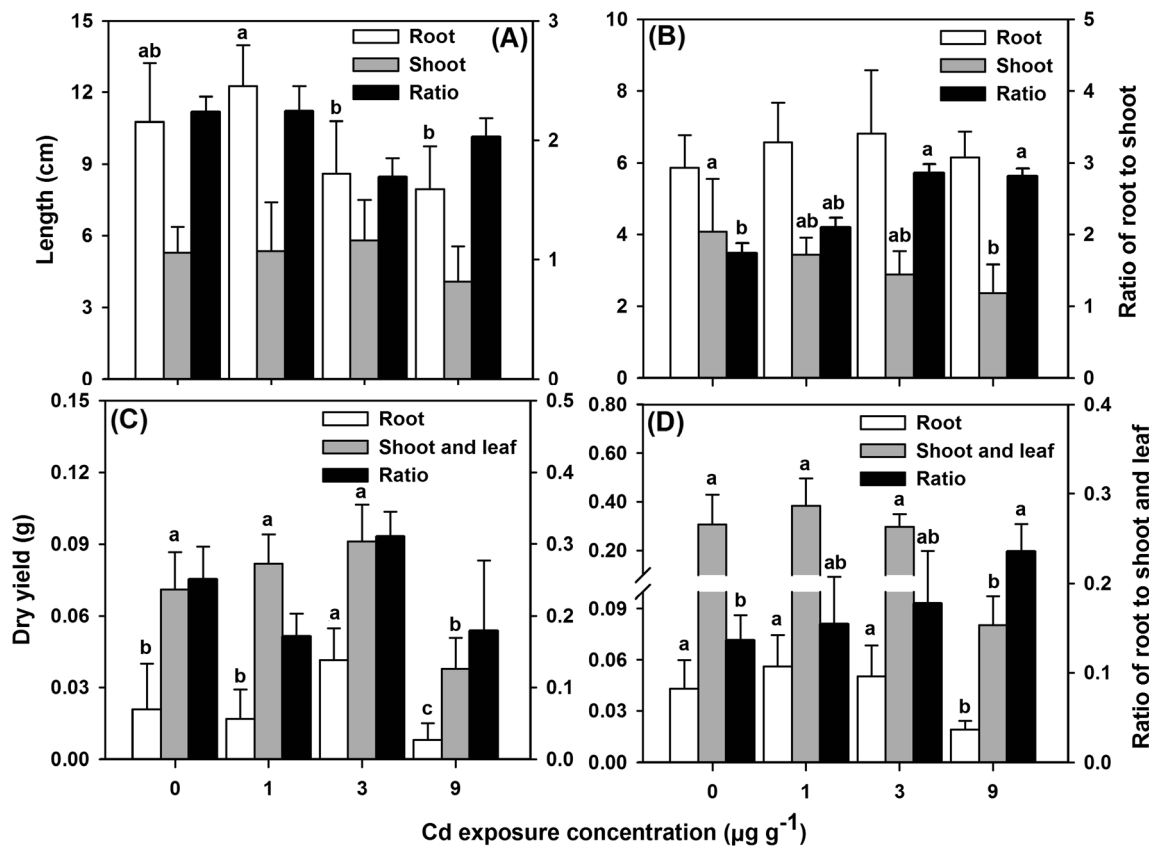 (A)
Root
Shoot
Ratio
15
12
9
6
3
0
3
2
1
0
ab
a
b
b
Length (cm)
(B)
Root
Shoot
Ratio
10
8
6
4
2
0
5
4
3
2
1
0
a
b
ab
ab
ab
a
b
a
Ratio of root to shoot
(C)
Root
Shoot and leaf
Ratio
0.15
0.12
0.09
0.06
0.03
0.00
0.5
0.4
0.3
0.2
0.1
0.0
b
a
b
a
a
a
c
b
Dry yield (g)
0 1 3 9
(D)
Root
Shoot and leaf
Ratio
0.80
0.60
0.40
0.20
0.09
0.06
0.03
0.00
0.4
0.3
0.2
0.1
0.0
a
a
b
a
a
ab
a
a
ab
b
b
a
Ratio of root to shoot and leaf
0 1 3 9
Cd exposure concentration (µg g⁻¹)